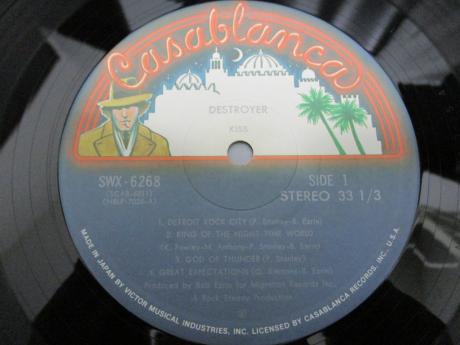 Casablanca
DESTROYER
KISS
SWX-6268
SIDE 1
STEREO 33 1/3
1. DETROIT ROCK CITY (P. Stanley-B. Ezrin)
2. KING OF THE NIGHT TIME WORLD
(K. Fowley-M. Anthony-P. Stanley-B. Ezrin)
3. GOD OF THUNDER (P. Stanley)
4. GREAT EXPECTATIONS (G. Simmons-B. Ezrin)
Produced by Bob Ezrin for Migration Records Inc.
A Rock Steady Production
MADE IN JAPAN BY VICTOR MUSICAL INDUSTRIES, INC. LICENSED BY CASABLANCA RECORDS, INC. U.S.A.